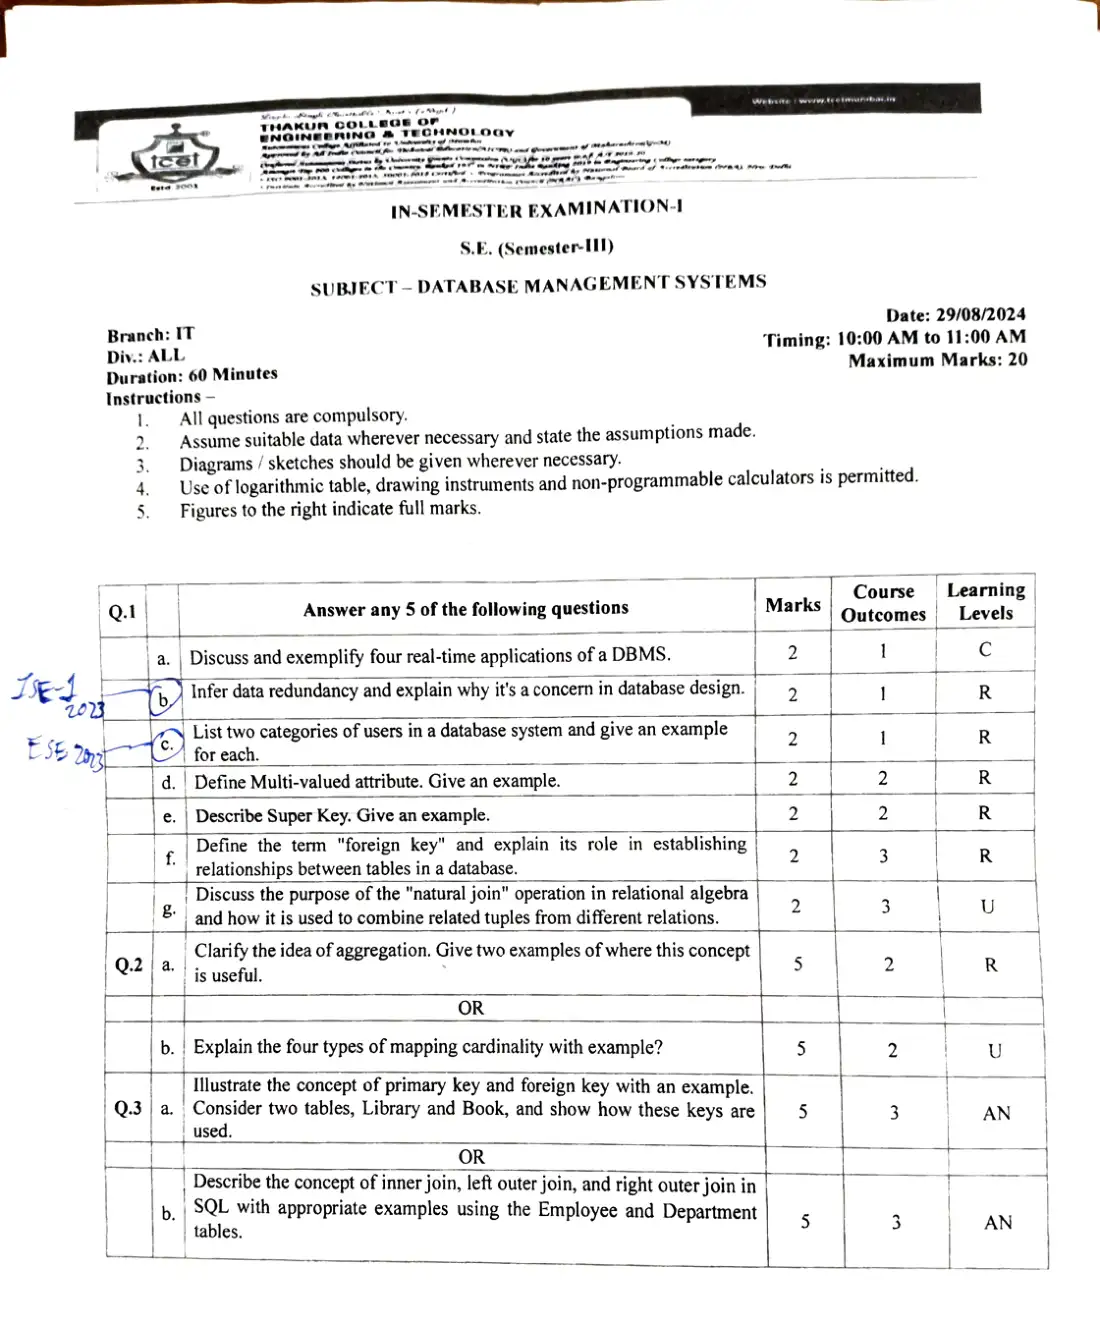 Website : www.tcetmumbai.in
THAKUR COLLEGE OF
ENGINEERING & TECHNOLOGY
tcet
Estd 2001
IN-SEMESTER EXAMINATION-I
S.E. (Semester-III)
SUBJECT – DATABASE MANAGEMENT SYSTEMS
Branch: IT
Date: 29/08/2024
Div.: ALL
Timing: 10:00 AM to 11:00 AM
Duration: 60 Minutes
Maximum Marks: 20
Instructions –
1. All questions are compulsory.
2. Assume suitable data wherever necessary and state the assumptions made.
3. Diagrams / sketches should be given wherever necessary.
4. Use of logarithmic table, drawing instruments and non-programmable calculators is permitted.
5. Figures to the right indicate full marks.
Q.1 Answer any 5 of the following questions Marks Course Outcomes Learning Levels
a. Discuss and exemplify four real-time applications of a DBMS. 2 1 C
ISE-1 2023
b. Infer data redundancy and explain why it's a concern in database design. 2 1 R
ESE 2023
c. List two categories of users in a database system and give an example
for each. 2 1 R
d. Define Multi-valued attribute. Give an example. 2 2 R
e. Describe Super Key. Give an example. 2 2 R
f. Define the term "foreign key" and explain its role in establishing
relationships between tables in a database. 2 3 R
g. Discuss the purpose of the "natural join" operation in relational algebra
and how it is used to combine related tuples from different relations. 2 3 U
Q.2 a. Clarify the idea of aggregation. Give two examples of where this concept
is useful. 5 2 R
OR
b. Explain the four types of mapping cardinality with example? 5 2 U
Q.3 a. Illustrate the concept of primary key and foreign key with an example.
Consider two tables, Library and Book, and show how these keys are
used. 5 3 AN
OR
b. Describe the concept of inner join, left outer join, and right outer join in
SQL with appropriate examples using the Employee and Department
tables. 5 3 AN